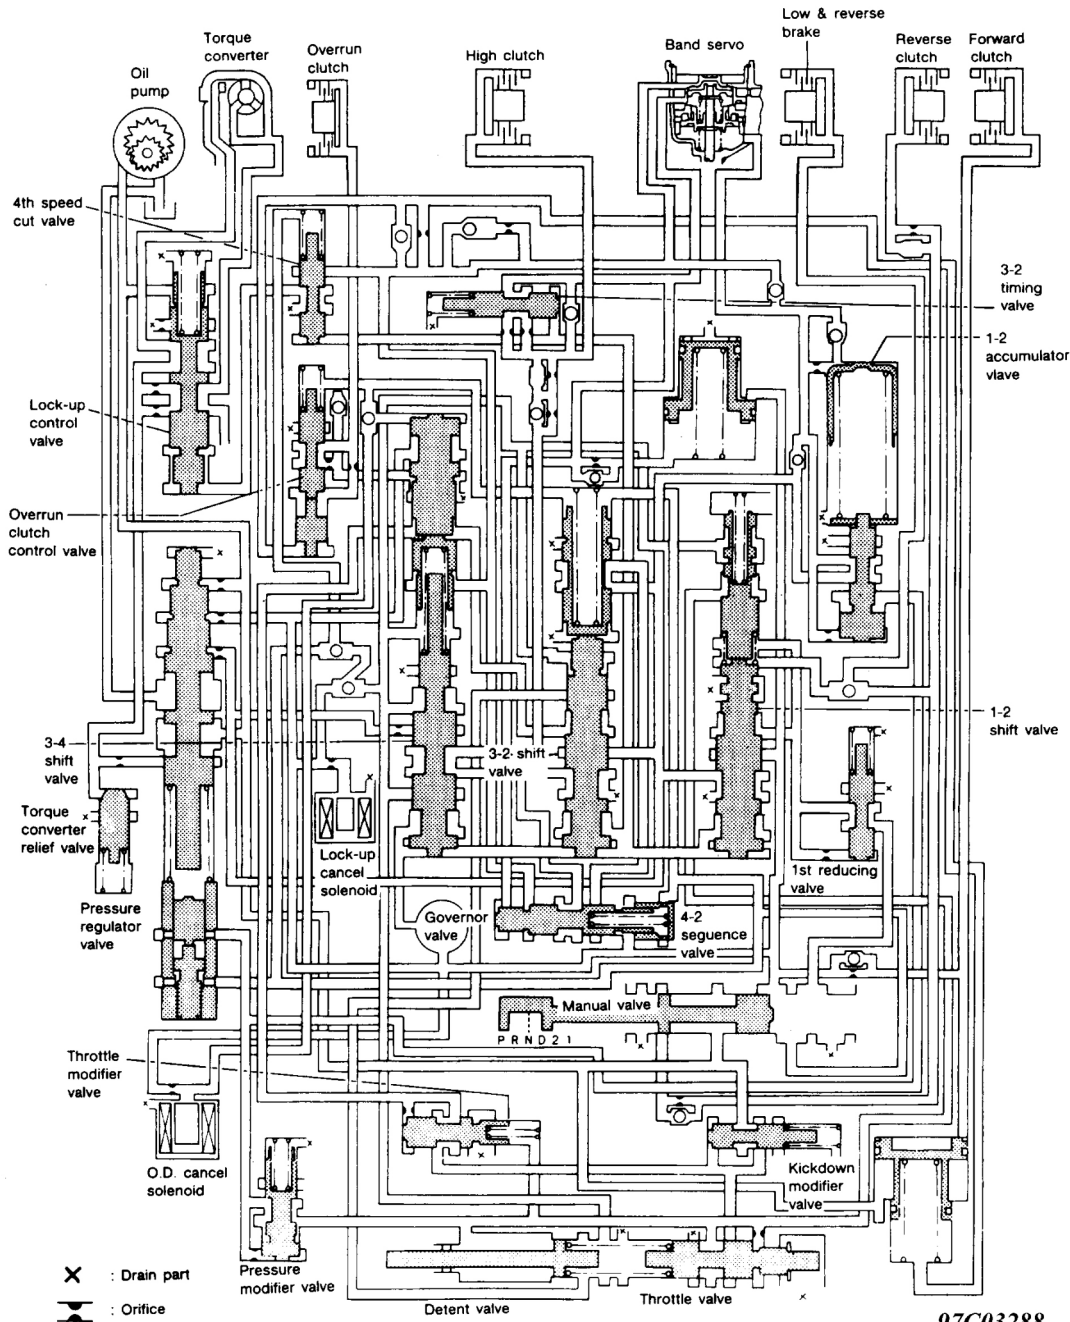 Low & reverse
brake
Torque
converter
Overrun
clutch
High clutch
Band servo
Reverse
clutch
Forward
clutch
Oil
pump
4th speed
cut valve
3-2
timing
valve
1-2
accumulator
vlave
Lock-up
control
valve
Overrun
clutch
control valve
1-2
shift valve
3-4
shift
valve
3-2 shift
valve
Torque
converter
relief valve
Lock-up
cancel
solenoid
1st reducing
valve
Pressure
regulator
valve
Governor
valve
4-2
seguence
valve
Manual valve
P R N D 2 1
Throttle
modifier
valve
O.D. cancel
solenoid
Kickdown
modifier
valve
Pressure
modifier valve
Detent valve
Throttle valve
X : Drain part
: Orifice
97C03288